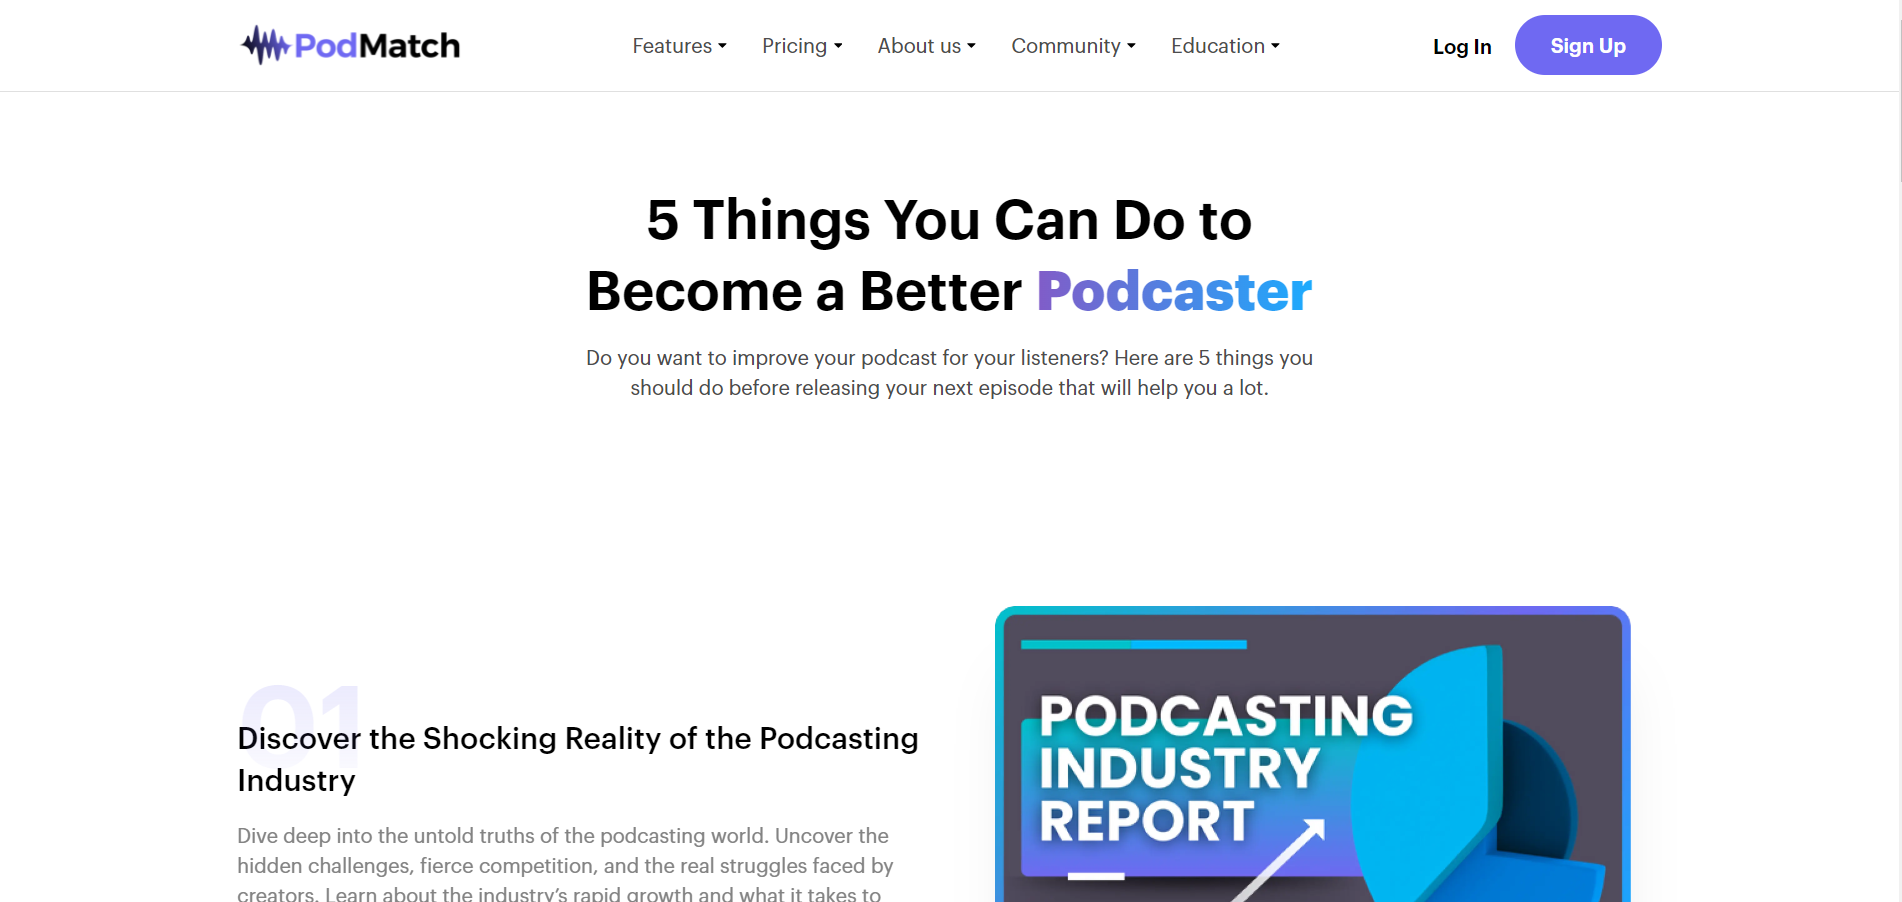 PodMatch
Features
Pricing
About us
Community
Education
Log In
Sign Up
5 Things You Can Do to
Become a Better Podcaster
Do you want to improve your podcast for your listeners? Here are 5 things you
should do before releasing your next episode that will help you a lot.
01
Discover the Shocking Reality of the Podcasting
Industry
Dive deep into the untold truths of the podcasting world. Uncover the
hidden challenges, fierce competition, and the real struggles faced by
creators. Learn about the industry’s rapid growth and what it takes to
PODCASTING
INDUSTRY
REPORT